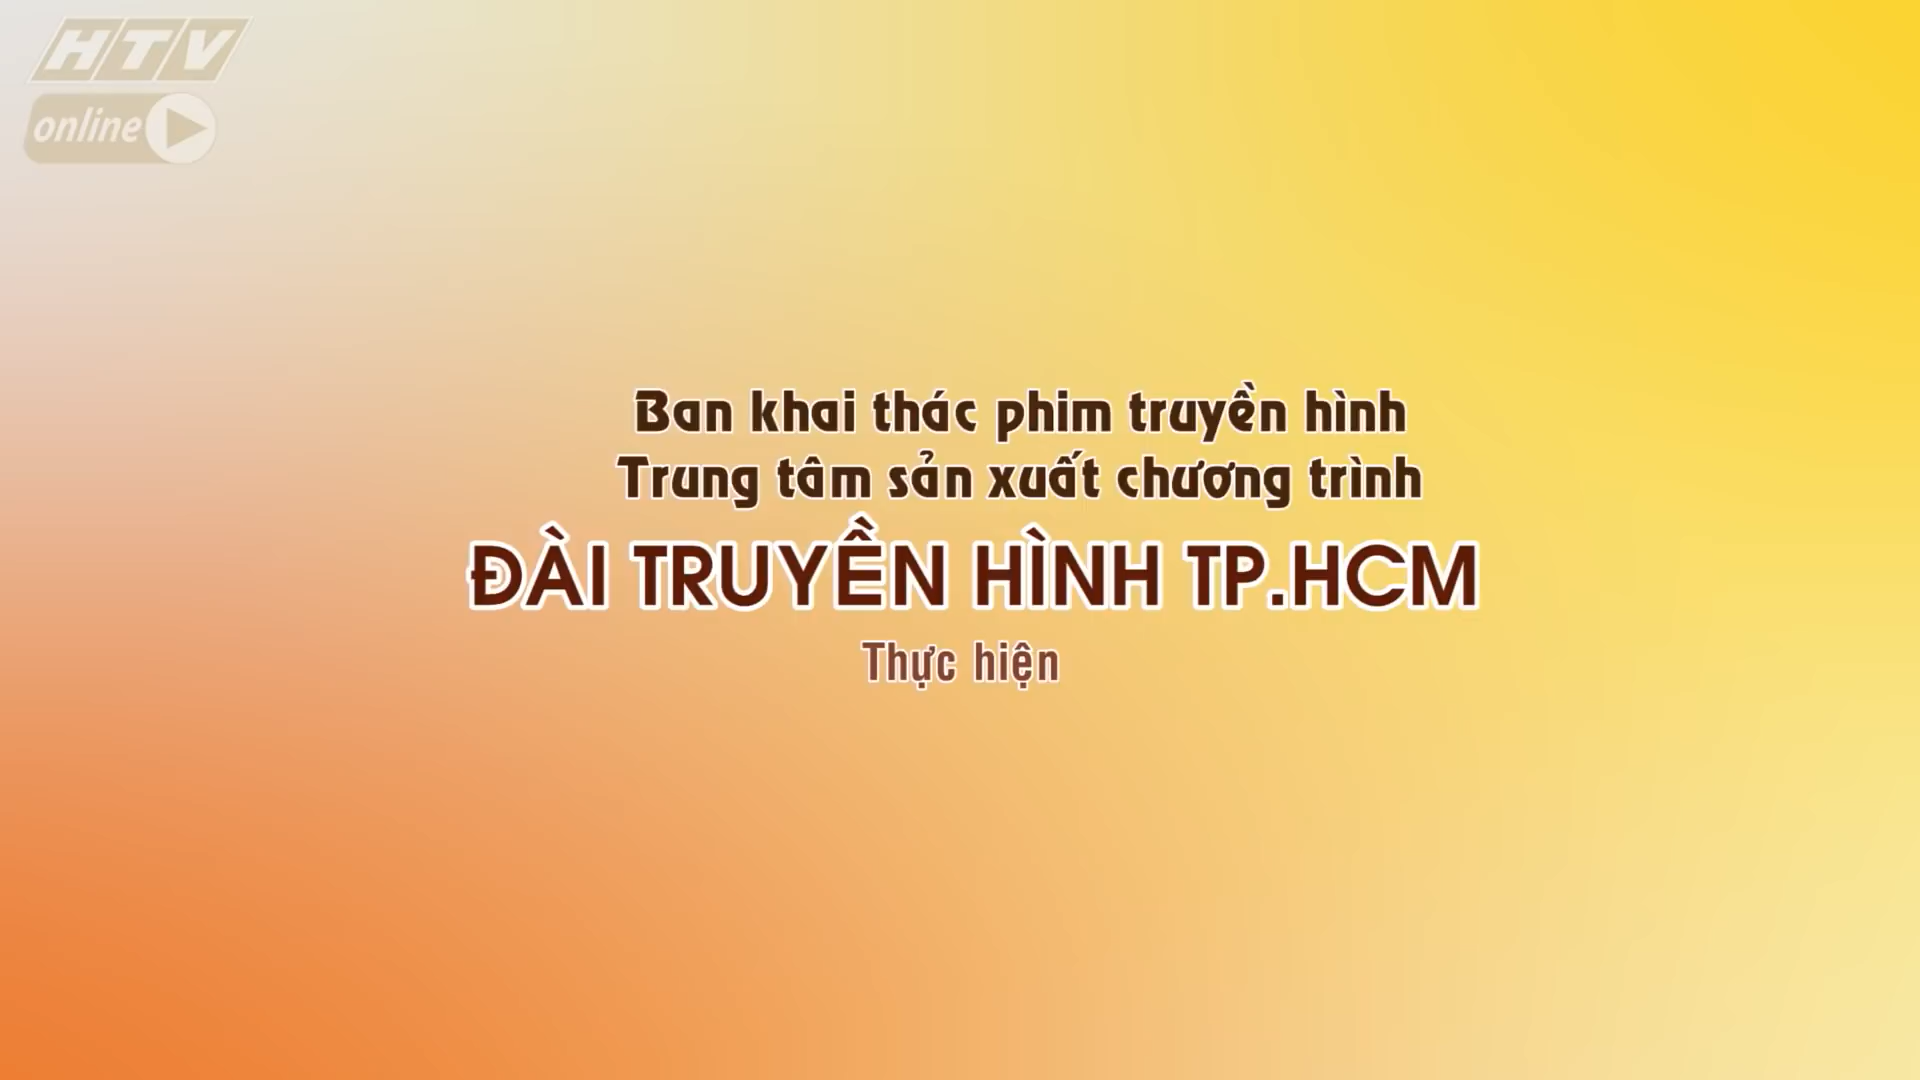 HTV
online
Ban khai thác phim truyền hình
Trung tâm sản xuất chương trình
ĐÀI TRUYỀN HÌNH TP.HCM
Thực hiện